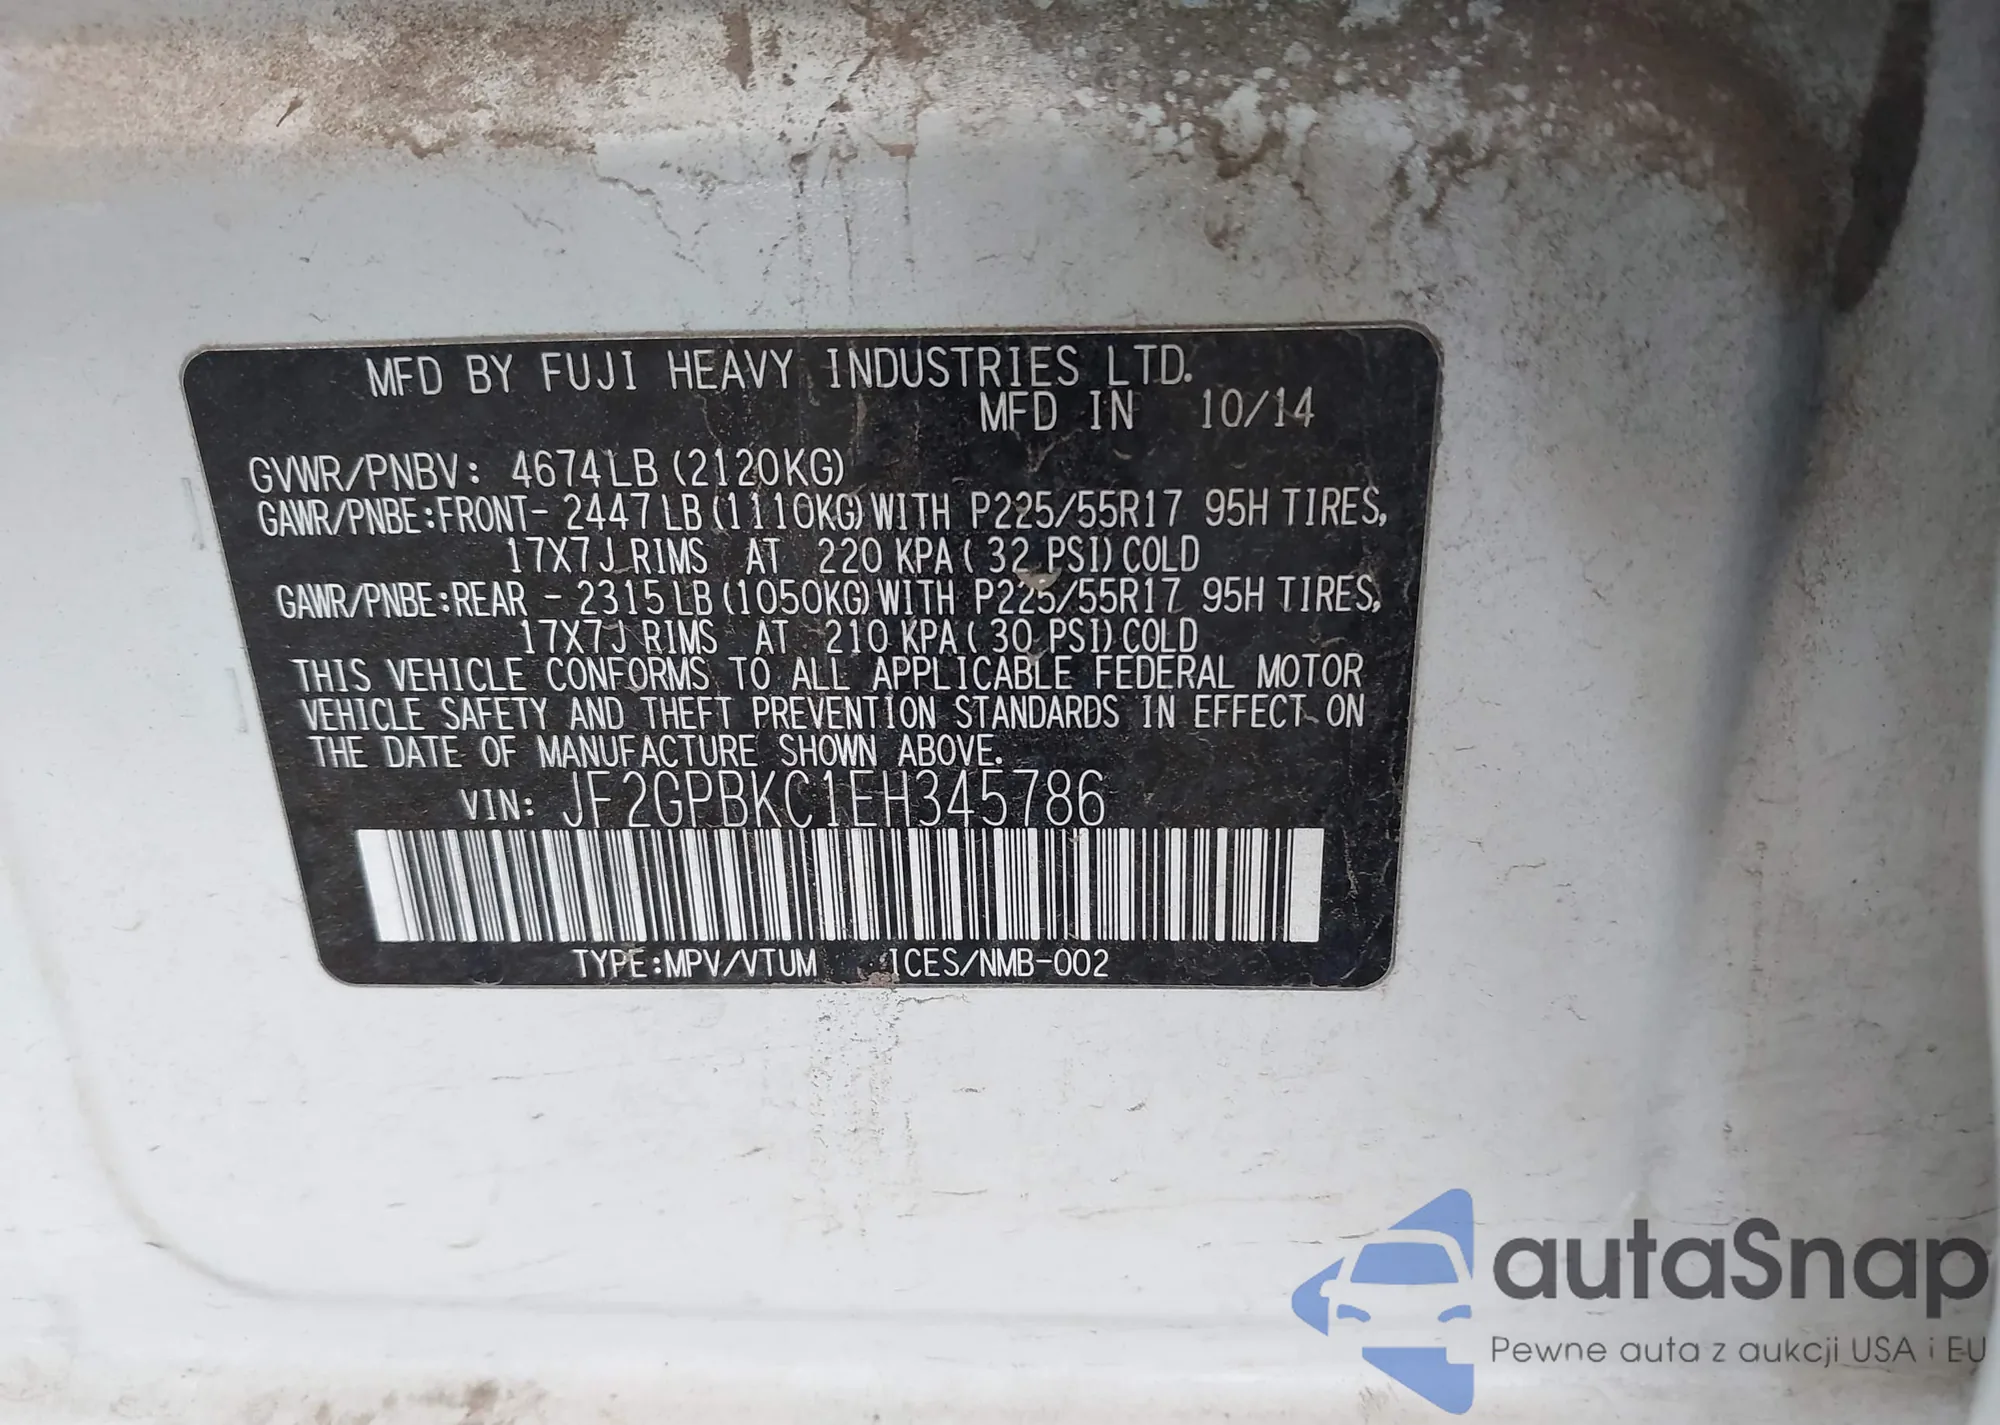 MFD BY FUJI HEAVY INDUSTRIES LTD.
MFD IN 10/14
GVWR/PNBV: 4674LB (2120KG)
GAWR/PNBE:FRONT- 2447LB(1110KG)WITH P225/55R17 95H TIRES,
17X7J RIMS AT 220 KPA( 32 PSI)COLD
GAWR/PNBE:REAR - 2315LB(1050KG)WITH P225/55R17 95H TIRES,
17X7J RIMS AT 210 KPA( 30 PSI)COLD
THIS VEHICLE CONFORMS TO ALL APPLICABLE FEDERAL MOTOR
VEHICLE SAFETY AND THEFT PREVENTION STANDARDS IN EFFECT ON
THE DATE OF MANUFACTURE SHOWN ABOVE.
VIN: JF2GPBKC1EH345786
TYPE:MPV/VTUM ICES/NMB-002
autaSnap
Pewne auta z aukcji USA i EU